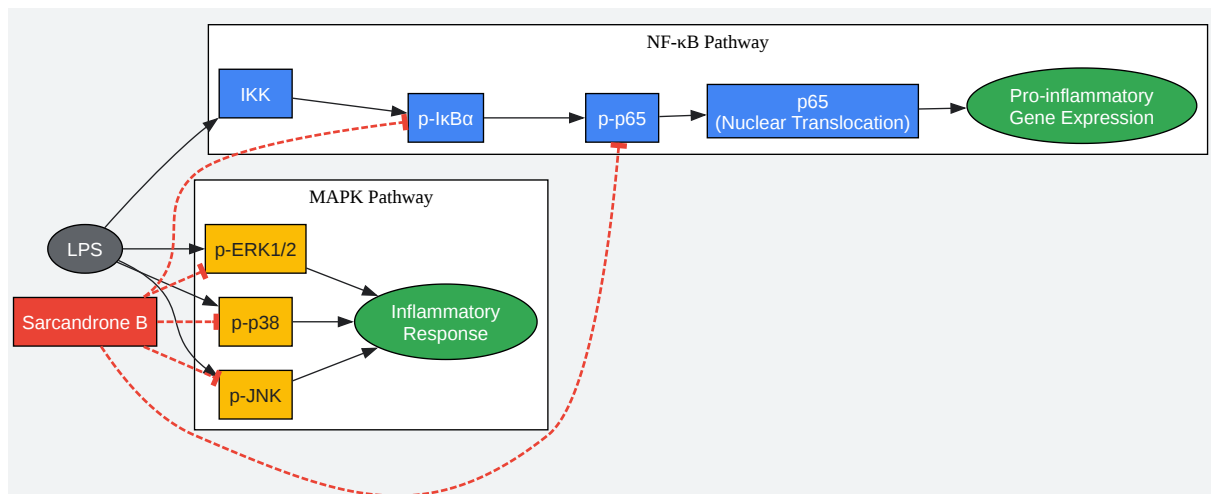 NF-κB Pathway
IKK
p-IκBα
p-p65
p65
(Nuclear Translocation)
Pro-inflammatory
Gene Expression
MAPK Pathway
LPS
p-ERK1/2
Sarcandrone B
p-p38
Inflammatory
Response
p-JNK